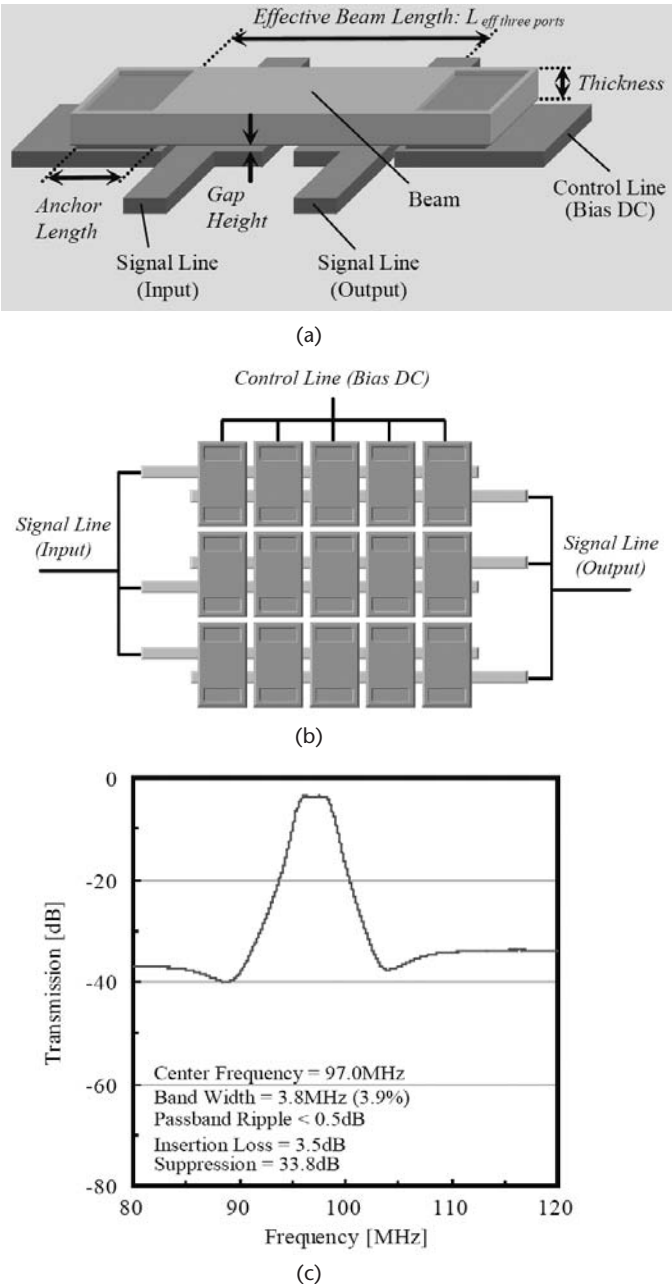 Effective Beam Length: L eff three ports
Thickness
Anchor
Length
Gap
Height
Beam
Control Line
(Bias DC)
Signal Line
(Input)
Signal Line
(Output)
(a)
Control Line (Bias DC)
Signal Line
(Input)
Signal Line
(Output)
(b)
0
-20
-40
-60
-80
Transmission [dB]
Center Frequency = 97.0MHz
Band Width = 3.8MHz (3.9%)
Passband Ripple < 0.5dB
Insertion Loss = 3.5dB
Suppression = 33.8dB
80 90 100 110 120
Frequency [MHz]
(c)